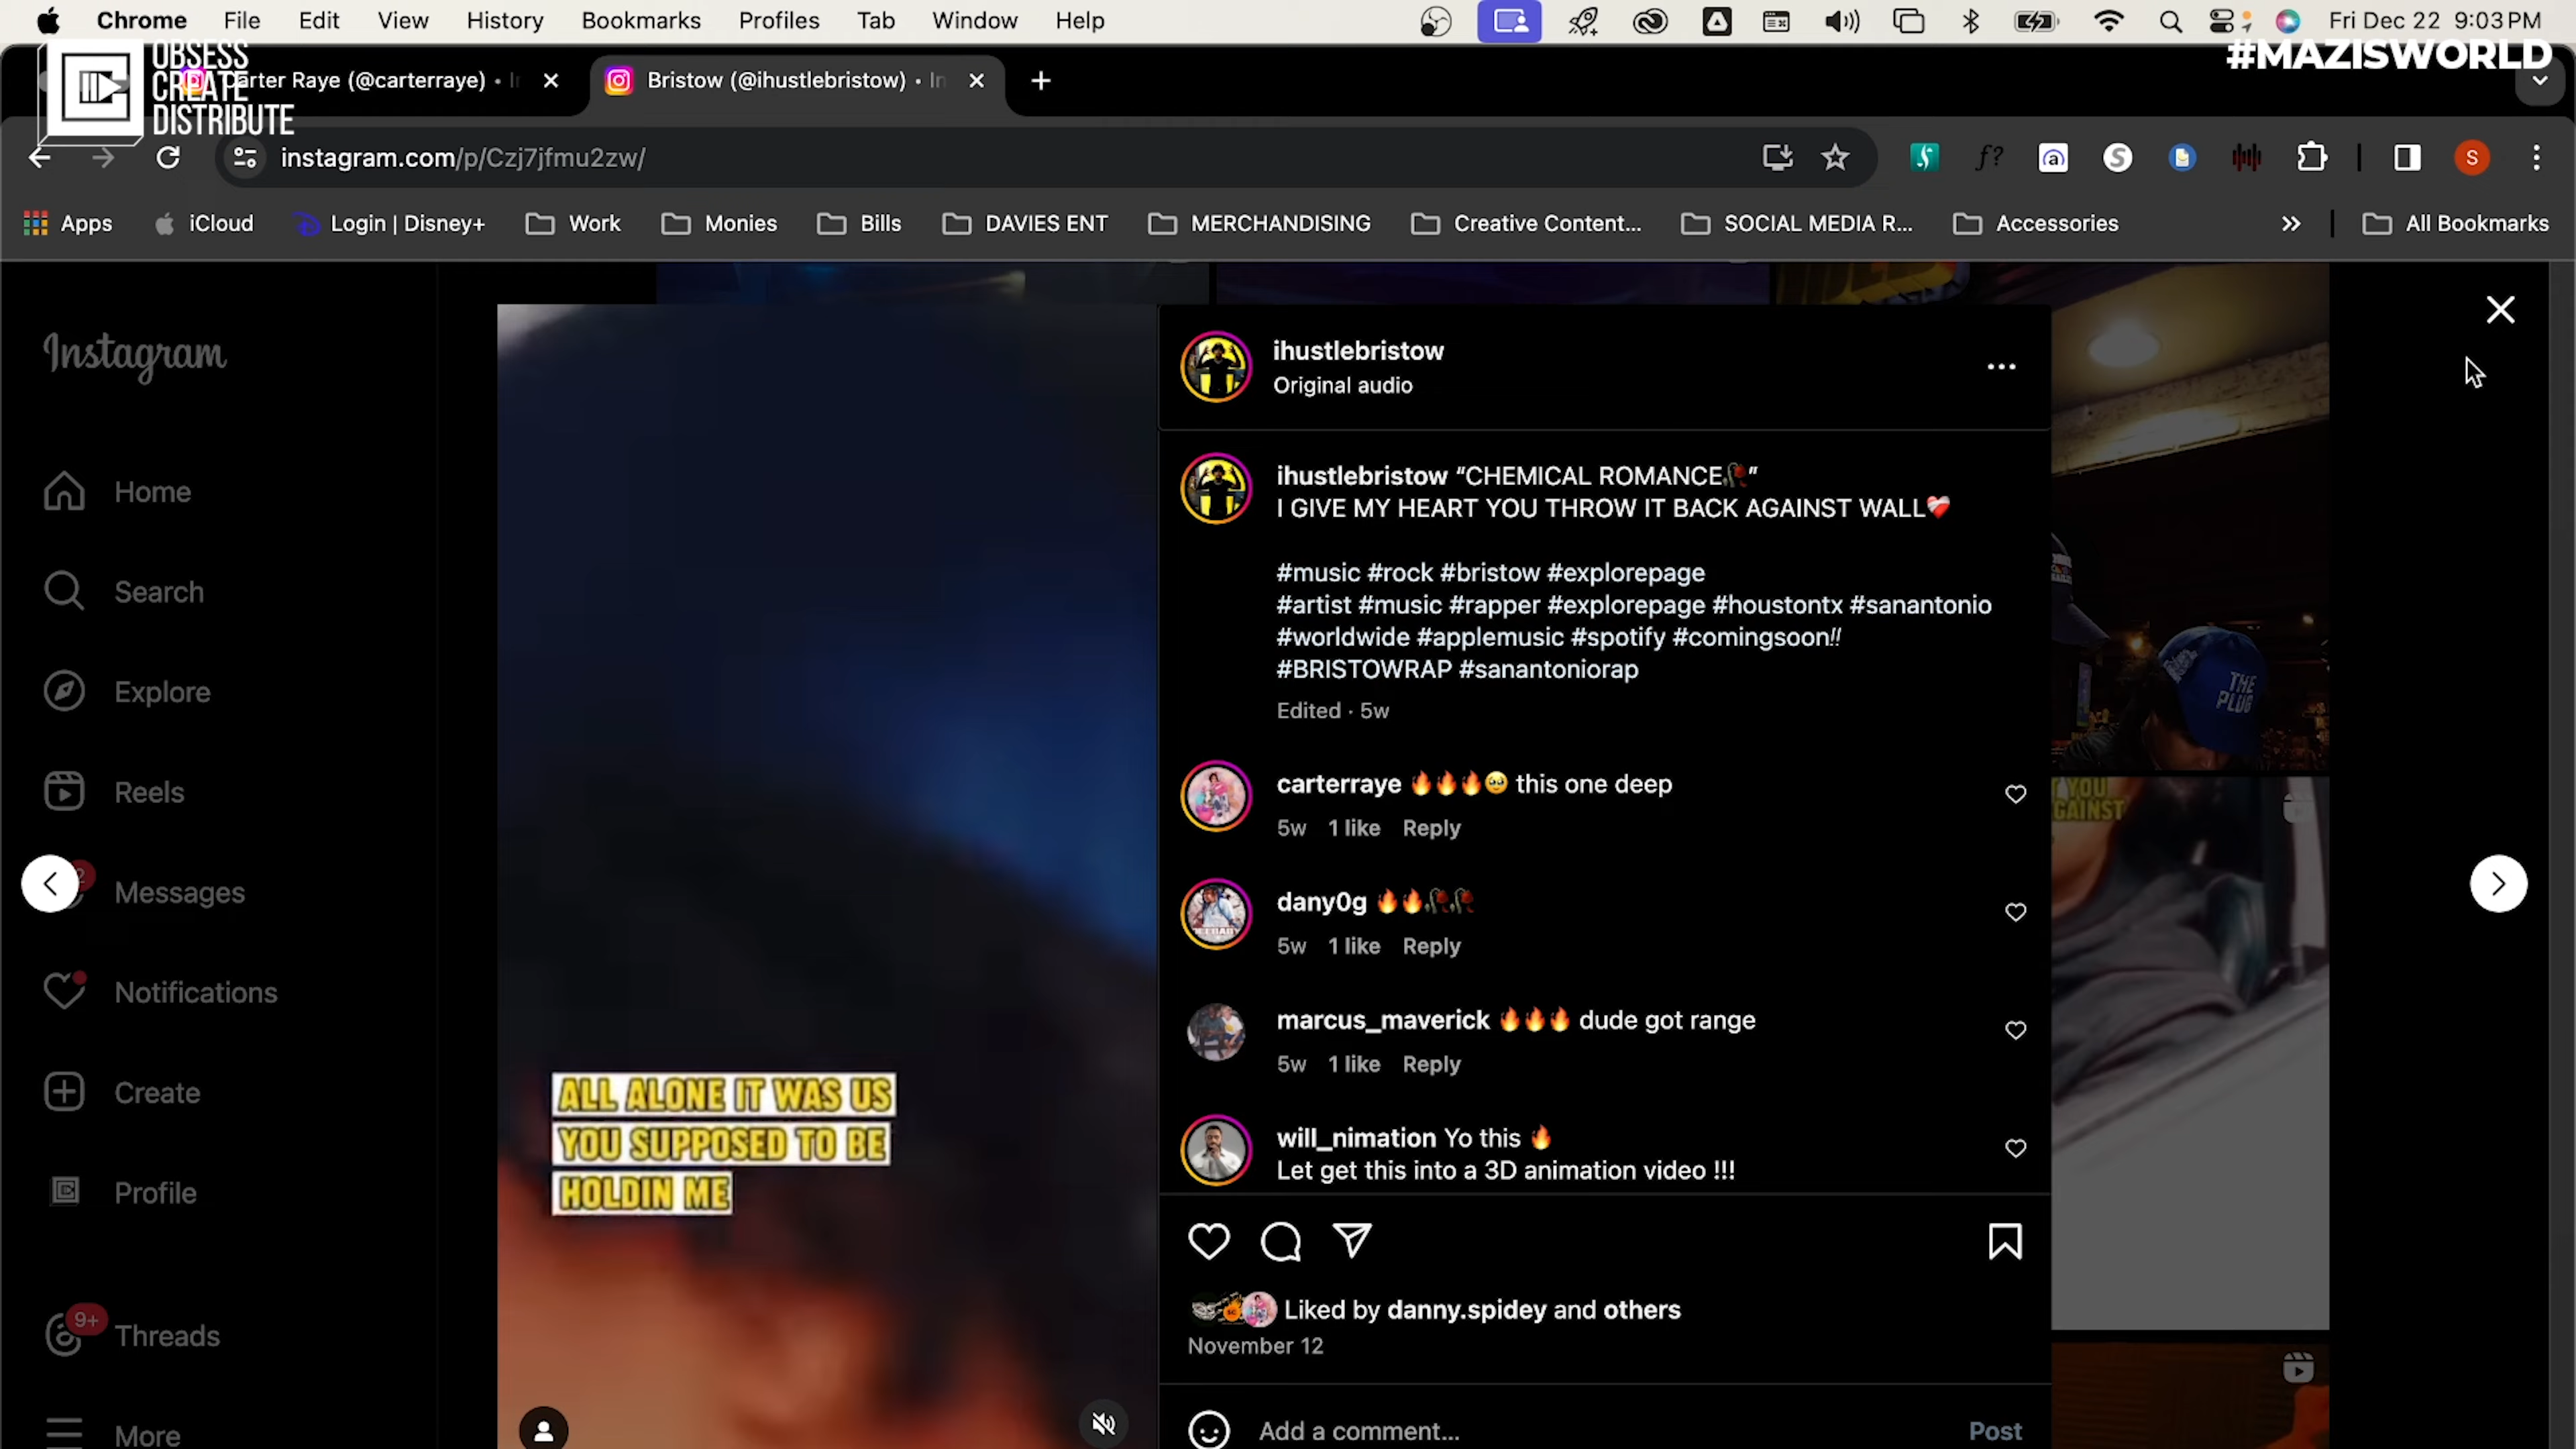 Chrome File Edit View History Bookmarks Profiles Tab Window Help
Fri Dec 22 9:03 PM
OBSESS
CREATE
DISTRIBUTE
#MAZISWORLD
arter Raye (@carterraye) • I
Bristow (@ihustlebristow) • In
instagram.com/p/Czj7jfmu2zw/
Apps iCloud Login | Disney+ Work Monies Bills DAVIES ENT MERCHANDISING Creative Content... SOCIAL MEDIA R... Accessories All Bookmarks
Instagram
Home
Search
Explore
Reels
Messages
Notifications
Create
Profile
9+
Threads
More
ALL ALONE IT WAS US
YOU SUPPOSED TO BE
HOLDIN ME
ihustlebristow
Original audio
ihustlebristow “CHEMICAL ROMANCE🥀”
I GIVE MY HEART YOU THROW IT BACK AGAINST WALL❤️‍🩹
#music #rock #bristow #explorepage
#artist #music #rapper #explorepage #houstontx #sanantonio
#worldwide #applemusic #spotify #comingsoon‼️
#BRISTOWRAP #sanantoniorap
Edited · 5w
carterraye 🔥🔥🔥🥹 this one deep
5w 1 like Reply
dany0g 🔥🔥🥀🥀
5w 1 like Reply
marcus_maverick 🔥🔥🔥 dude got range
5w 1 like Reply
will_nimation Yo this 🔥
Let get this into a 3D animation video !!!
Liked by danny.spidey and others
November 12
Add a comment... Post
THE
PLUG
YOU
GAINST